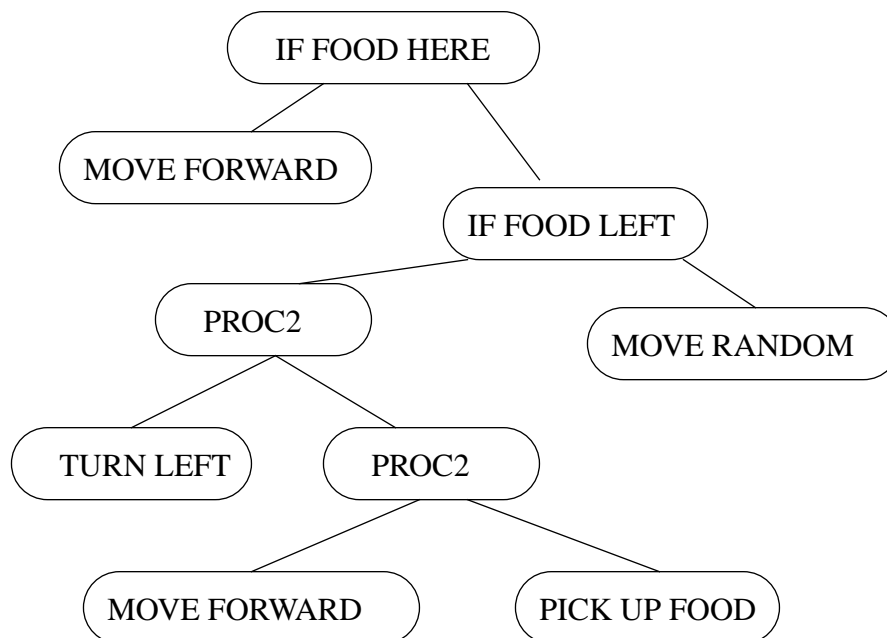 IF FOOD HERE
MOVE FORWARD
IF FOOD LEFT
PROC2
MOVE RANDOM
TURN LEFT
PROC2
MOVE FORWARD
PICK UP FOOD